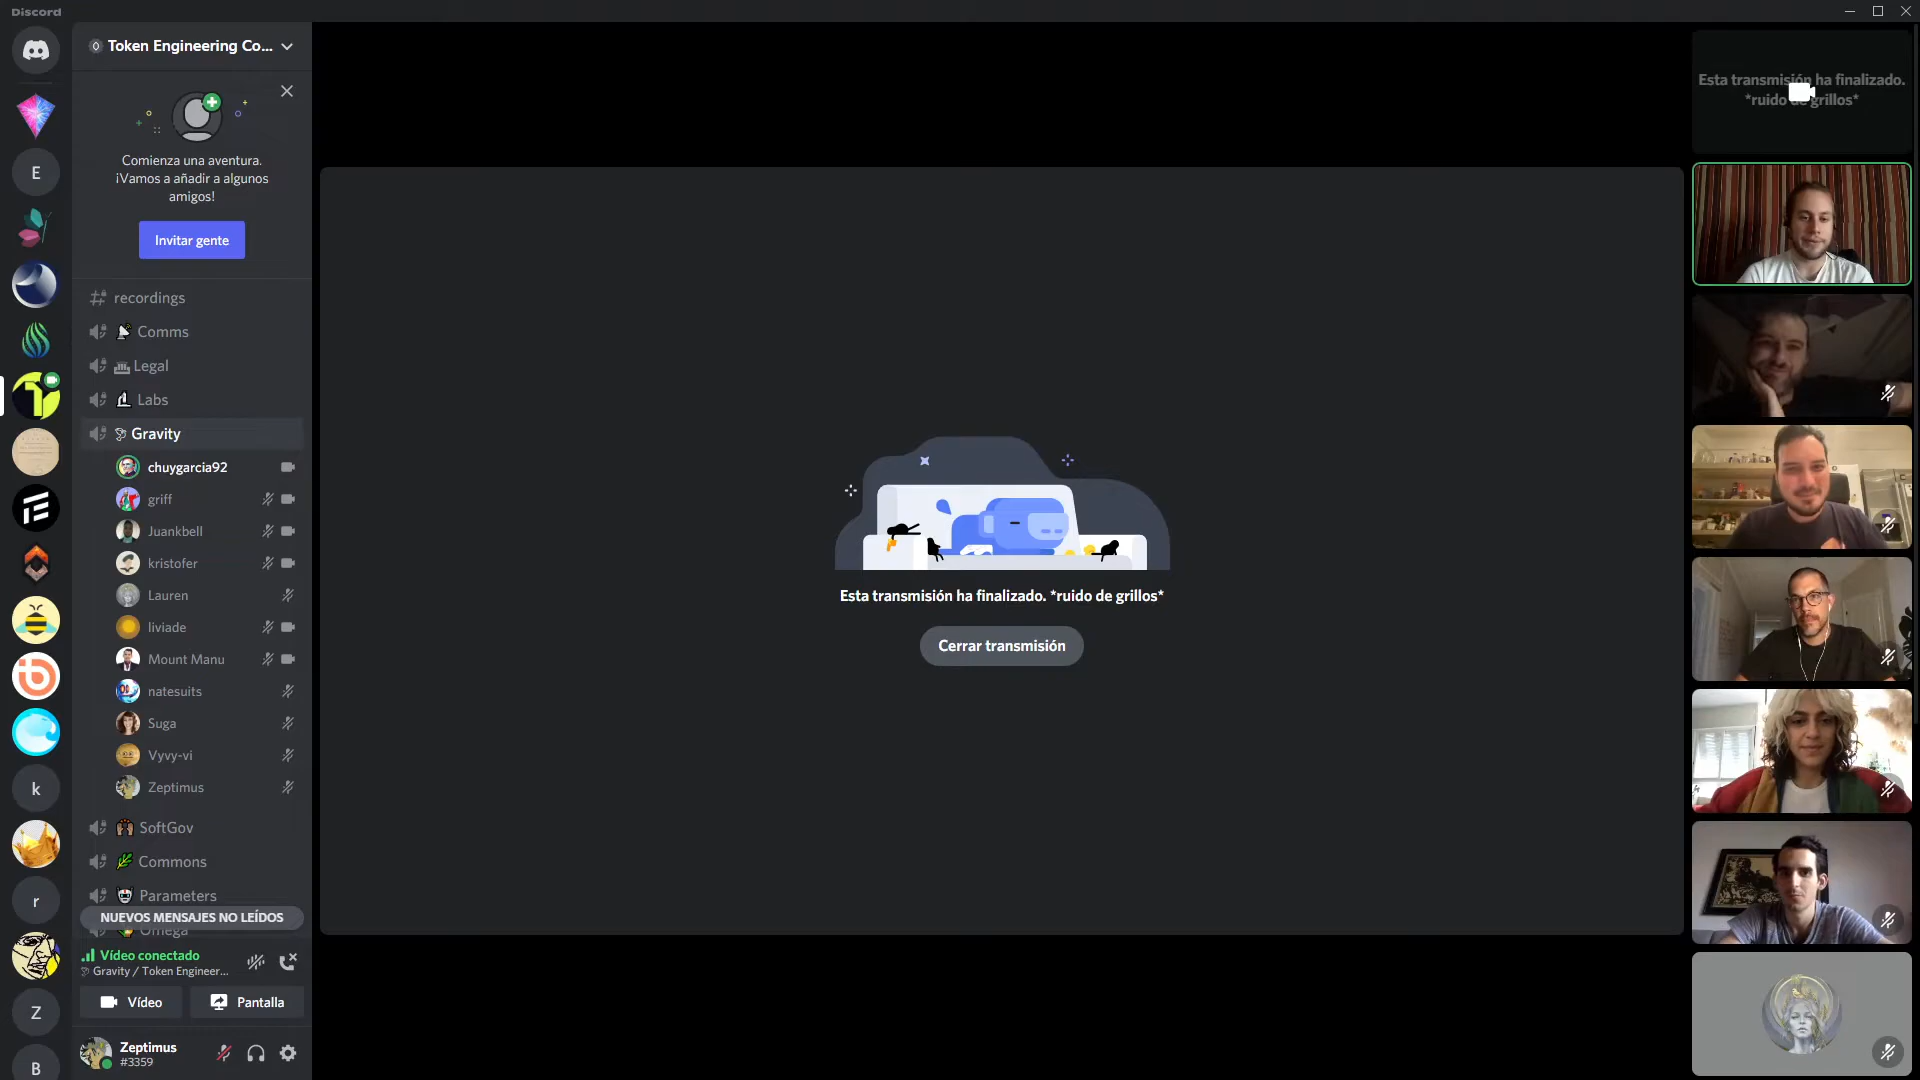 Discord
Token Engineering Co...
Comienza una aventura.
¡Vamos a añadir a algunos
amigos!
Invitar gente
recordings
Comms
Legal
Labs
Gravity
chuygarcia92
griff
Juankbell
kristofer
Lauren
liviade
Mount Manu
natesuits
Suga
Vyvy-vi
Zeptimus
SoftGov
Commons
Parameters
NUEVOS MENSAJES NO LEÍDOS
Omega
Vídeo conectado
Gravity / Token Engineer...
Vídeo
Pantalla
Zeptimus
#3359
E
k
r
Z
B
Esta transmisión ha finalizado. *ruido de grillos*
Cerrar transmisión
Esta transmisión ha finalizado.
*ruido de grillos*